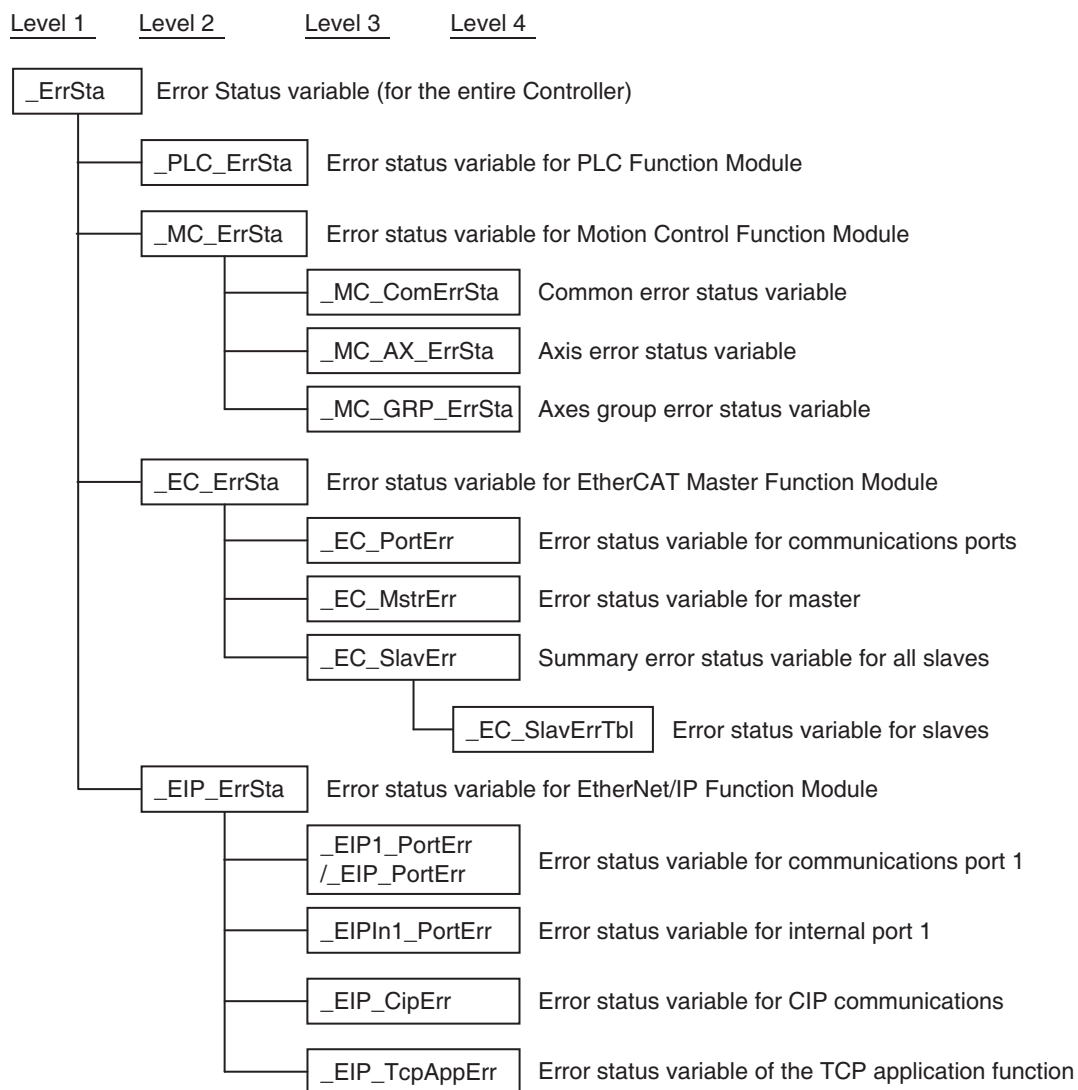 Level 1 Level 2 Level 3 Level 4
_ErrSta Error Status variable (for the entire Controller)
_PLC_ErrSta Error status variable for PLC Function Module
_MC_ErrSta Error status variable for Motion Control Function Module
_MC_ComErrSta Common error status variable
_MC_AX_ErrSta Axis error status variable
_MC_GRP_ErrSta Axes group error status variable
_EC_ErrSta Error status variable for EtherCAT Master Function Module
_EC_PortErr Error status variable for communications ports
_EC_MstrErr Error status variable for master
_EC_SlavErr Summary error status variable for all slaves
_EC_SlavErrTbl Error status variable for slaves
_EIP_ErrSta Error status variable for EtherNet/IP Function Module
_EIP1_PortErr
/_EIP_PortErr Error status variable for communications port 1
_EIPIn1_PortErr Error status variable for internal port 1
_EIP_CipErr Error status variable for CIP communications
_EIP_TcpAppErr Error status variable of the TCP application function